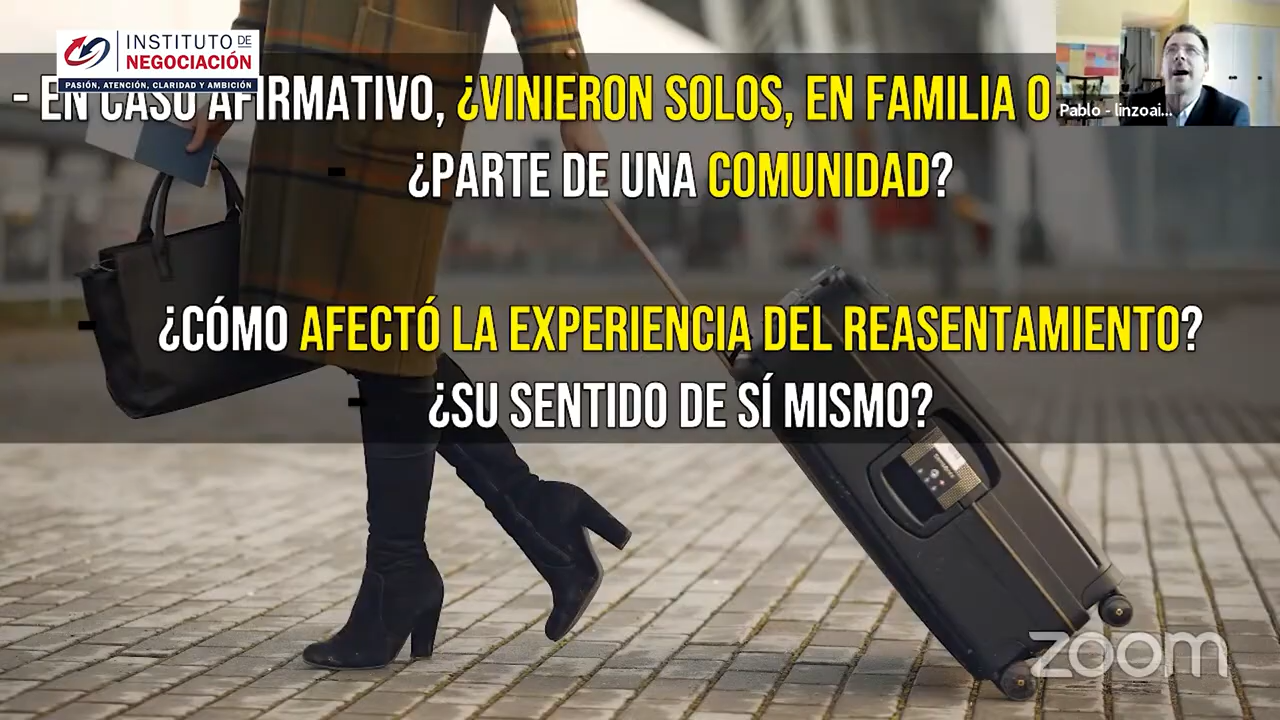 INSTITUTO DE
NEGOCIACIÓN
PASIÓN, ATENCIÓN, CLARIDAD Y AMBICIÓN
- EN CASO AFIRMATIVO, ¿VINIERON SOLOS, EN FAMILIA O
Pablo - linzoai...
- ¿PARTE DE UNA COMUNIDAD?
- ¿CÓMO AFECTÓ LA EXPERIENCIA DEL REASENTAMIENTO?
- ¿SU SENTIDO DE SÍ MISMO?
zoom